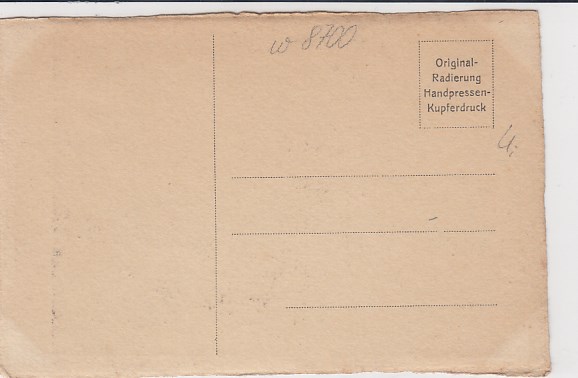 w 8700
Original-
Radierung
Handpressen-
Kupferdruck